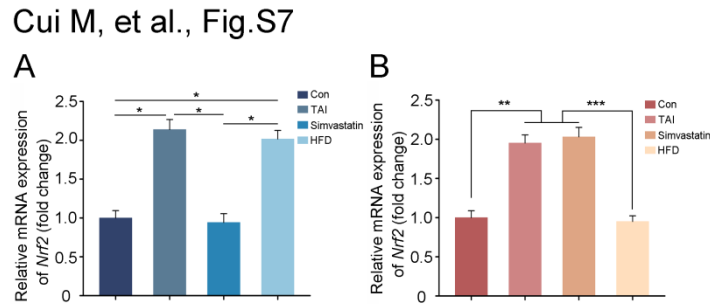 Cui M, et al., Fig.S7
A
Relative mRNA expression
of Nrf2 (fold change)
2.5
2.0
1.5
1.0
0.5
0
*
*
*
*
Con
TAI
Simvastatin
HFD
B
Relative mRNA expression
of Nrf2 (fold change)
2.5
2.0
1.5
1.0
0.5
0
**
***
Con
TAI
Simvastatin
HFD